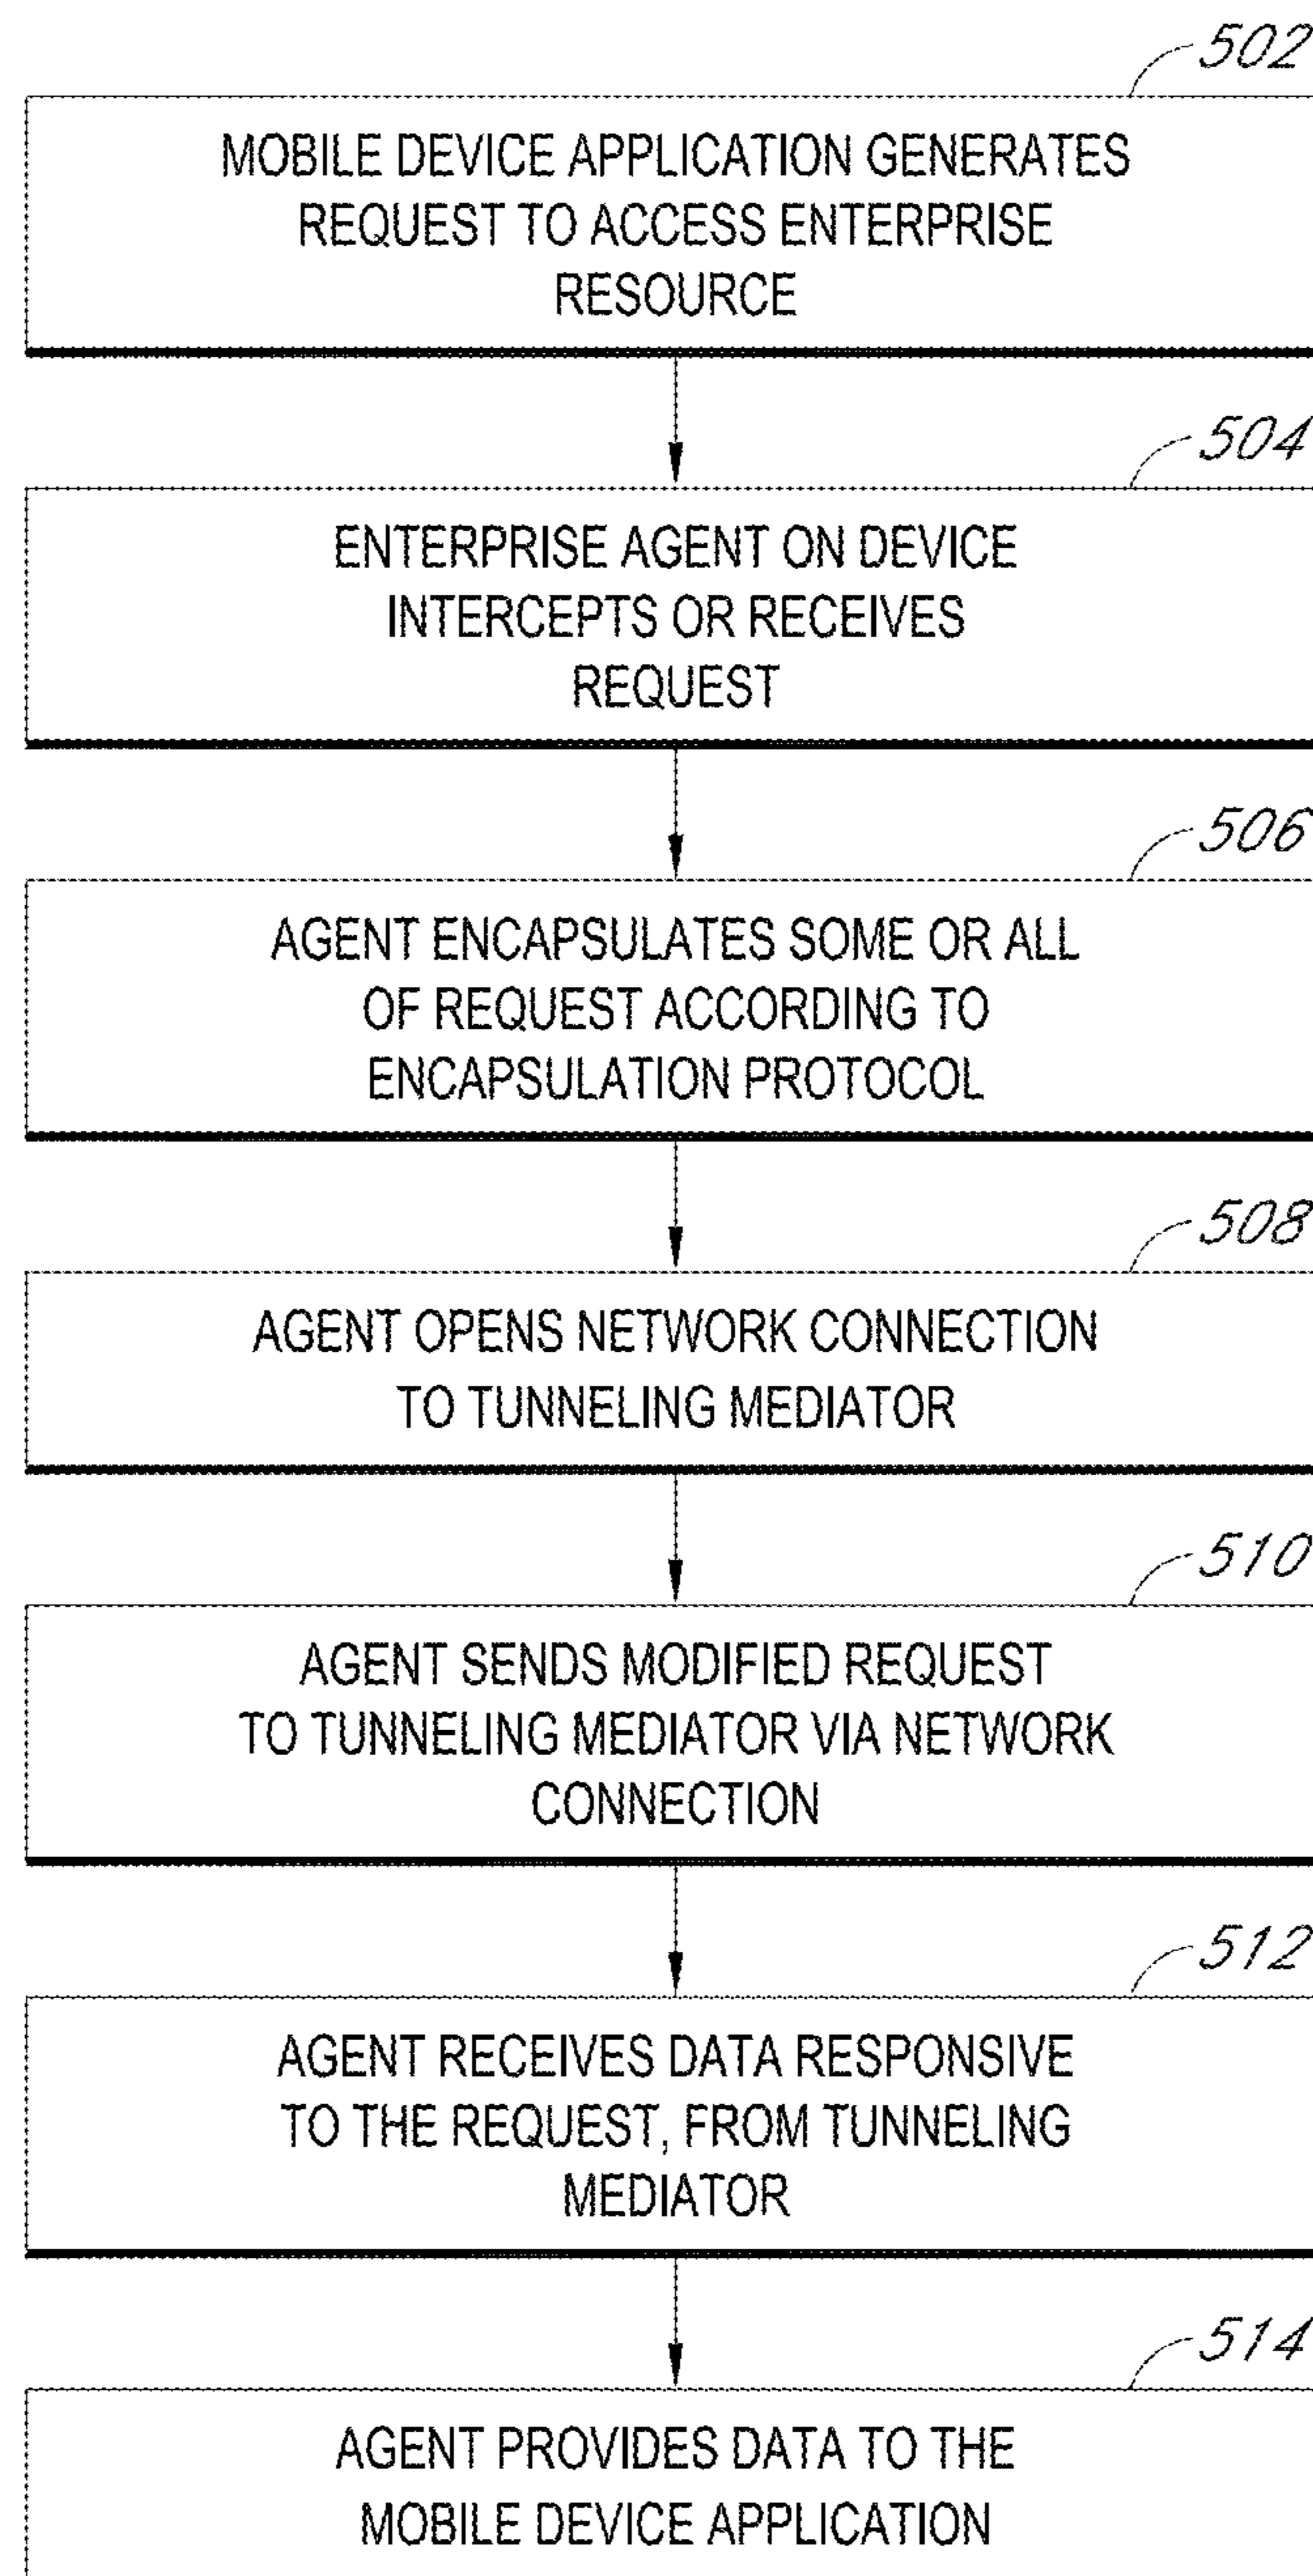 502
MOBILE DEVICE APPLICATION GENERATES
REQUEST TO ACCESS ENTERPRISE
RESOURCE
504
ENTERPRISE AGENT ON DEVICE
INTERCEPTS OR RECEIVES
REQUEST
506
AGENT ENCAPSULATES SOME OR ALL
OF REQUEST ACCORDING TO
ENCAPSULATION PROTOCOL
508
AGENT OPENS NETWORK CONNECTION
TO TUNNELING MEDIATOR
510
AGENT SENDS MODIFIED REQUEST
TO TUNNELING MEDIATOR VIA NETWORK
CONNECTION
512
AGENT RECEIVES DATA RESPONSIVE
TO THE REQUEST, FROM TUNNELING
MEDIATOR
514
AGENT PROVIDES DATA TO THE
MOBILE DEVICE APPLICATION